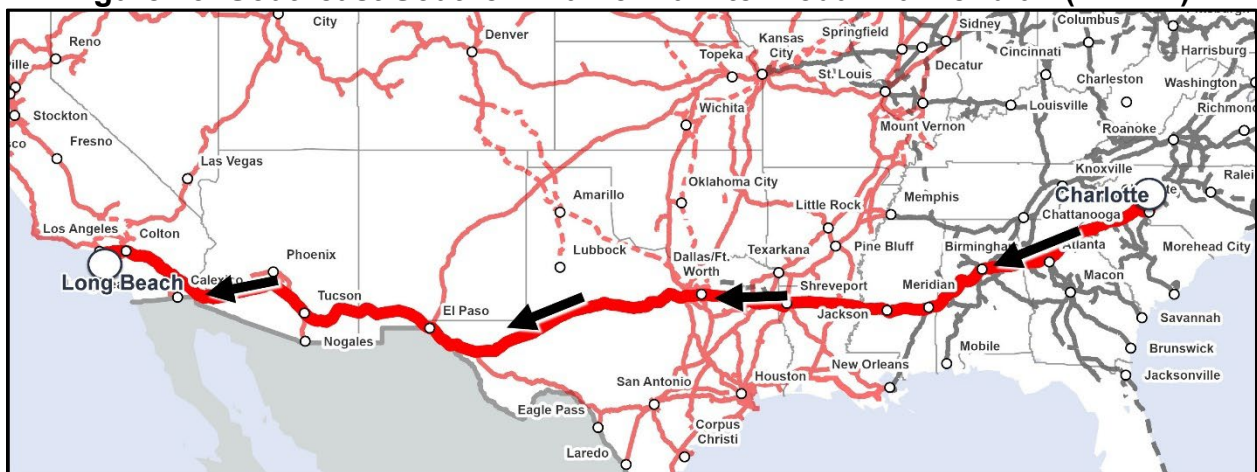 City
Reno
Denver
Topeka
Kansas
City
Springfield
Sidney
Columbus
Cincinnati
Harrisburg
ville
St. Louis
Decatur
Charleston
Washington
Stockton
Wichita
Louisville
Richmond
Mount Vernon
Roanoke
sco
Fresno
Las Vegas
Knoxville
Ralei
Amarillo
Oklahoma City
Little Rock
Memphis
Charlotte
Chattanooga
Los Angeles
Colton
Phoenix
Lubbock
Dallas/Ft.
Worth
Texarkana
Pine Bluff
Birmingham
Atlanta
Morehead City
Long Beach
Calexico
Tucson
El Paso
Shreveport
Meridian
Macon
Jackson
Savannah
Nogales
Mobile
Brunswick
San Antonio
Houston
New Orleans
Jacksonville
Eagle Pass
Corpus
Christi
Laredo